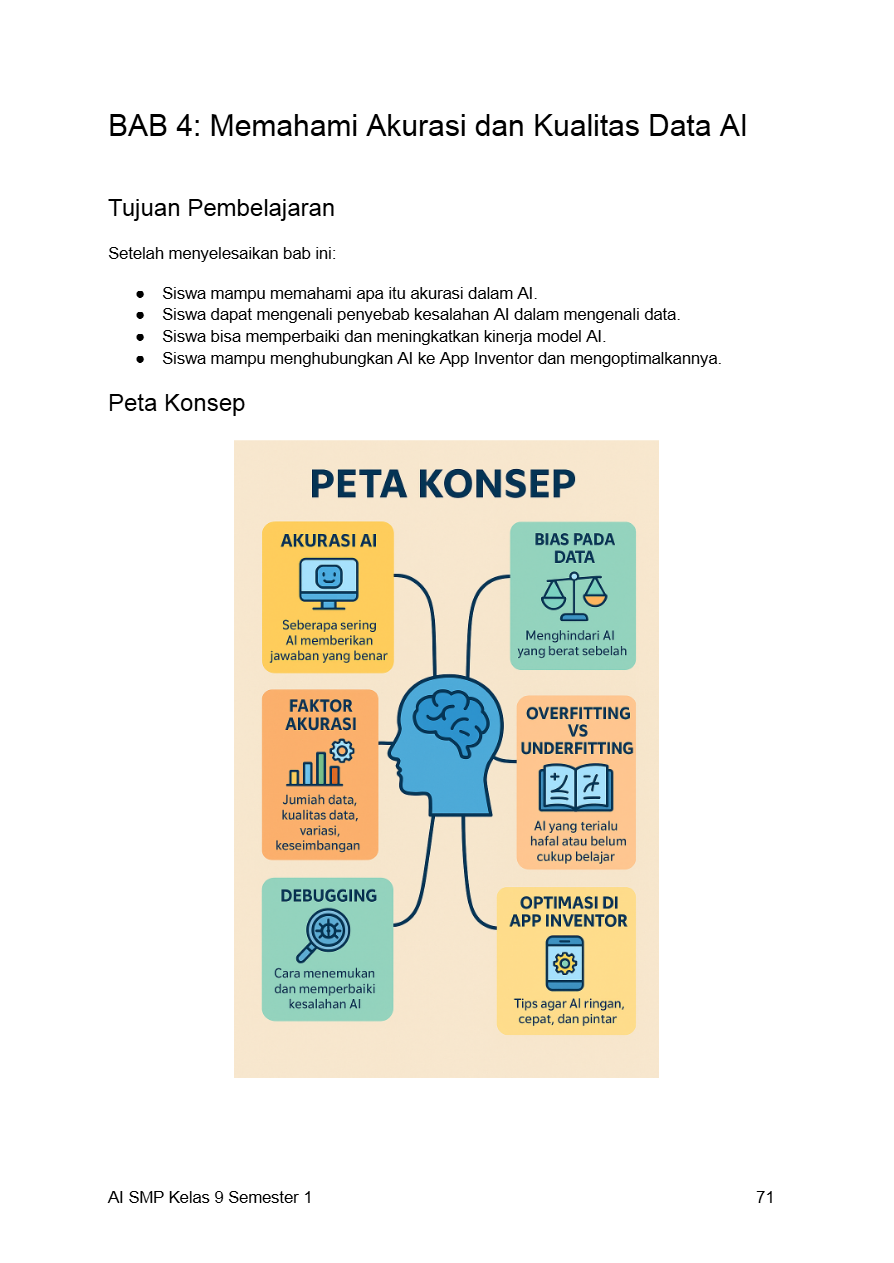 BAB 4: Memahami Akurasi dan Kualitas Data AI
Tujuan Pembelajaran
Setelah menyelesaikan bab ini:
● Siswa mampu memahami apa itu akurasi dalam AI.
● Siswa dapat mengenali penyebab kesalahan AI dalam mengenali data.
● Siswa bisa memperbaiki dan meningkatkan kinerja model AI.
● Siswa mampu menghubungkan AI ke App Inventor dan mengoptimalkannya.
Peta Konsep
PETA KONSEP
AKURASI AI
Seberapa sering
AI memberikan
jawaban yang benar
BIAS PADA
DATA
Menghindari AI
yang berat sebelah
FAKTOR
AKURASI
Jumiah data,
kualitas data,
variasi,
keseimbangan
OVERFITTING
VS
UNDERFITTING
AI yang terialu
hafal atau belum
cukup belajar
DEBUGGING
Cara menemukan
dan memperbaiki
kesalahan AI
OPTIMASI DI
APP INVENTOR
Tips agar AI ringan,
cepat, dan pintar
AI SMP Kelas 9 Semester 1
71